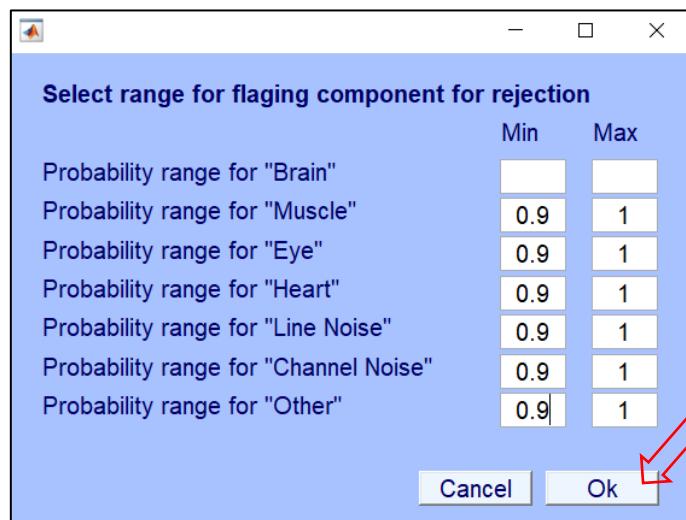 Select range for flaging component for rejection
Min Max
Probability range for "Brain"
Probability range for "Muscle" 0.9 1
Probability range for "Eye" 0.9 1
Probability range for "Heart" 0.9 1
Probability range for "Line Noise" 0.9 1
Probability range for "Channel Noise" 0.9 1
Probability range for "Other" 0.9 1
Cancel Ok